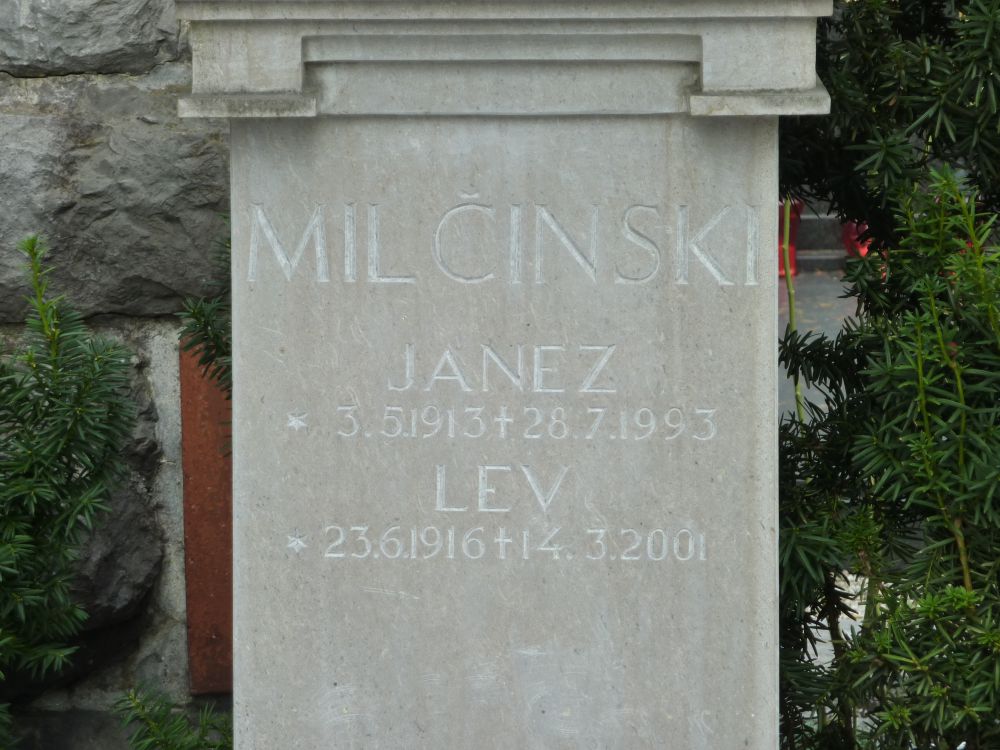 MILČINSKI
JANEZ
* 3.5.1913 † 28.7.1993
LEV
* 23.6.1916 † 14.3.2001